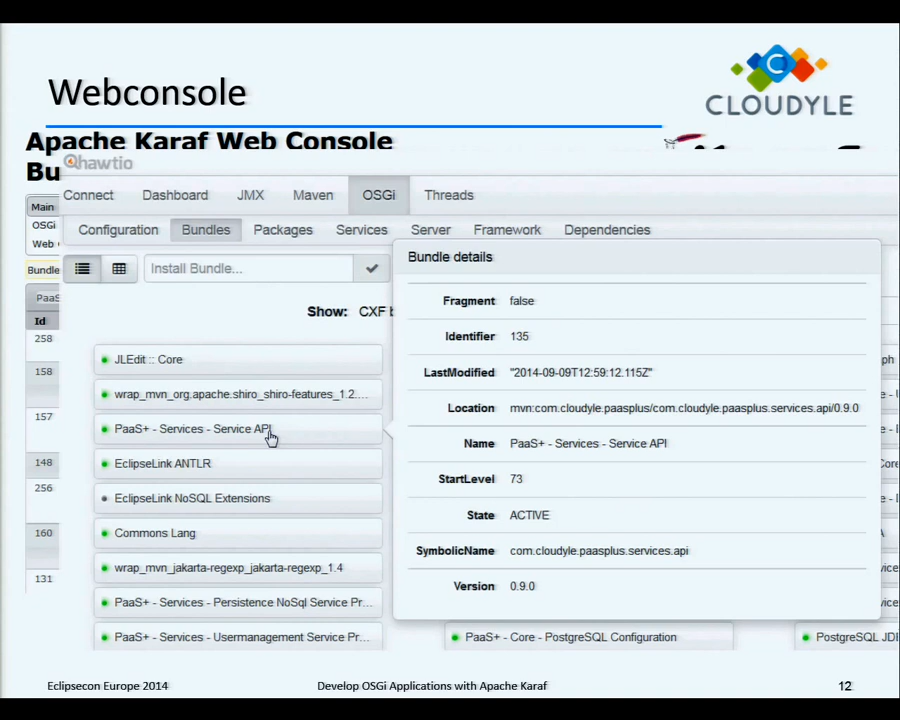 Webconsole
CLOUDYLE
Apache Karaf Web Console
Bu
hawtio
Main
OSGi
Web
Bundle
PaaS
Id
258
158
157
148
256
160
131
Connect Dashboard JMX Maven OSGi Threads
Configuration Bundles Packages Services Server Framework Dependencies
Install Bundle...
Show: CXF b
JLEdit :: Core
wrap_mvn_org.apache.shiro_shiro-features_1.2....
PaaS+ - Services - Service API
EclipseLink ANTLR
EclipseLink NoSQL Extensions
Commons Lang
wrap_mvn_jakarta-regexp_jakarta-regexp_1.4
PaaS+ - Services - Persistence NoSql Service Pr...
PaaS+ - Services - Usermanagement Service Pr...
Bundle details
Fragment false
Identifier 135
LastModified "2014-09-09T12:59:12.115Z"
Location mvn:com.cloudyle.paasplus/com.cloudyle.paasplus.services.api/0.9.0
Name PaaS+ - Services - Service API
StartLevel 73
State ACTIVE
SymbolicName com.cloudyle.paasplus.services.api
Version 0.9.0
PaaS+ - Core - PostgreSQL Configuration
PostgreSQL JD
Eclipsecon Europe 2014
Develop OSGi Applications with Apache Karaf
12